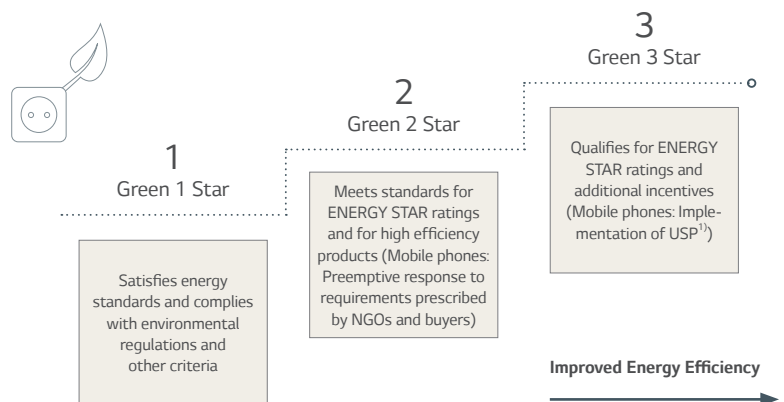 1
Green 1 Star
Satisfies energy
standards and complies
with environmental
regulations and
other criteria
2
Green 2 Star
Meets standards for
ENERGY STAR ratings
and for high efficiency
products (Mobile phones:
Preemptive response to
requirements prescribed
by NGOs and buyers)
3
Green 3 Star
Qualifies for ENERGY
STAR ratings and
additional incentives
(Mobile phones: Imple-
mentation of USP1))
Improved Energy Efficiency